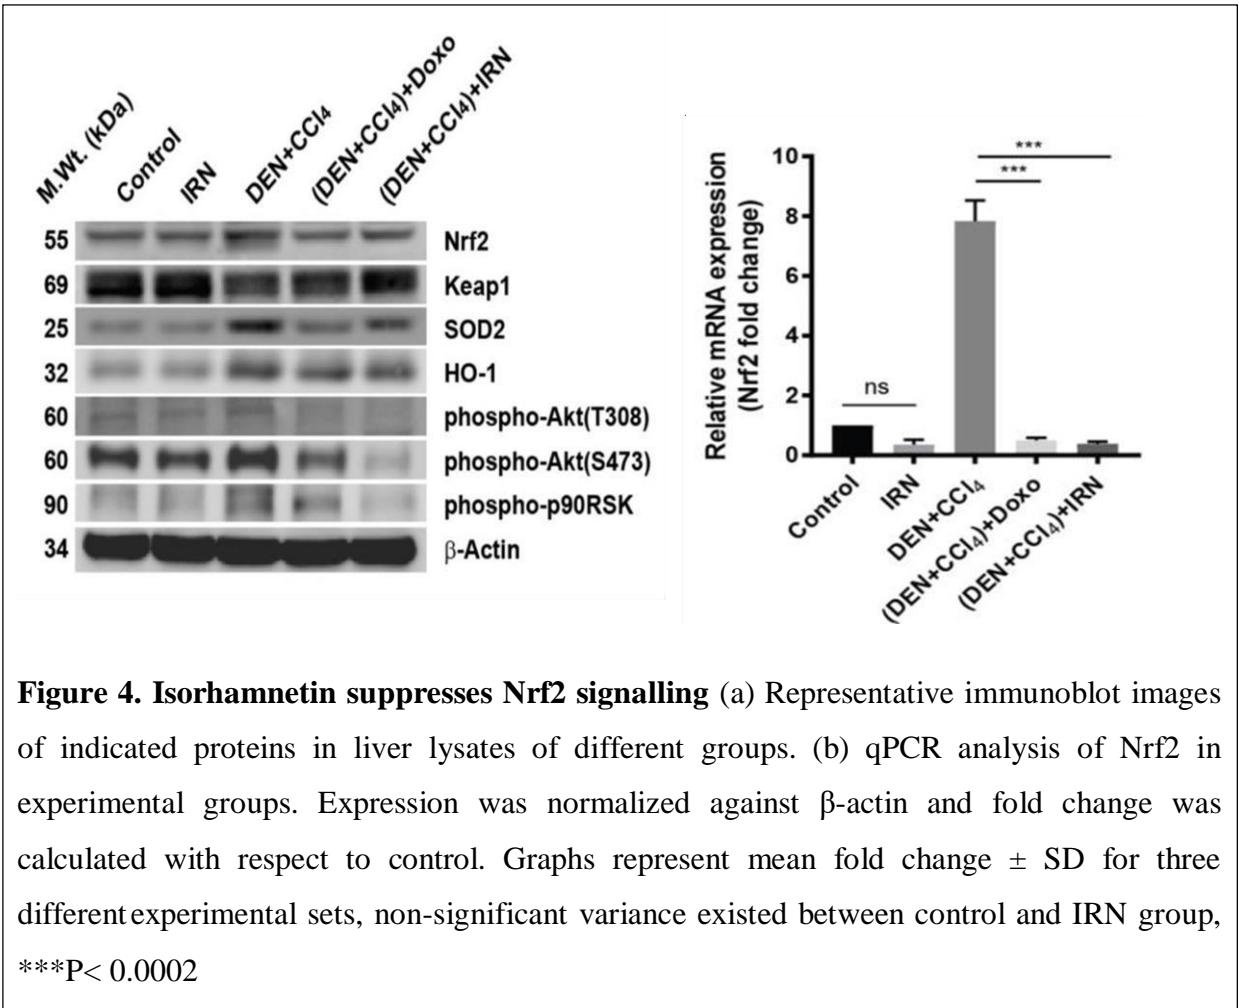 M.Wt. (kDa)
Control
IRN
DEN+CCl₄
(DEN+CCl₄)+Doxo
(DEN+CCl₄)+IRN
55 Nrf2
69 Keap1
25 SOD2
32 HO-1
60 phospho-Akt(T308)
60 phospho-Akt(S473)
90 phospho-p90RSK
34 β-Actin
Relative mRNA expression
(Nrf2 fold change)
10
8
6
4
2
0
ns
***
***
Control
IRN
DEN+CCl₄
(DEN+CCl₄)+Doxo
(DEN+CCl₄)+IRN
Figure 4. Isorhamnetin suppresses Nrf2 signalling (a) Representative immunoblot images
of indicated proteins in liver lysates of different groups. (b) qPCR analysis of Nrf2 in
experimental groups. Expression was normalized against β-actin and fold change was
calculated with respect to control. Graphs represent mean fold change ± SD for three
different experimental sets, non-significant variance existed between control and IRN group,
***P< 0.0002